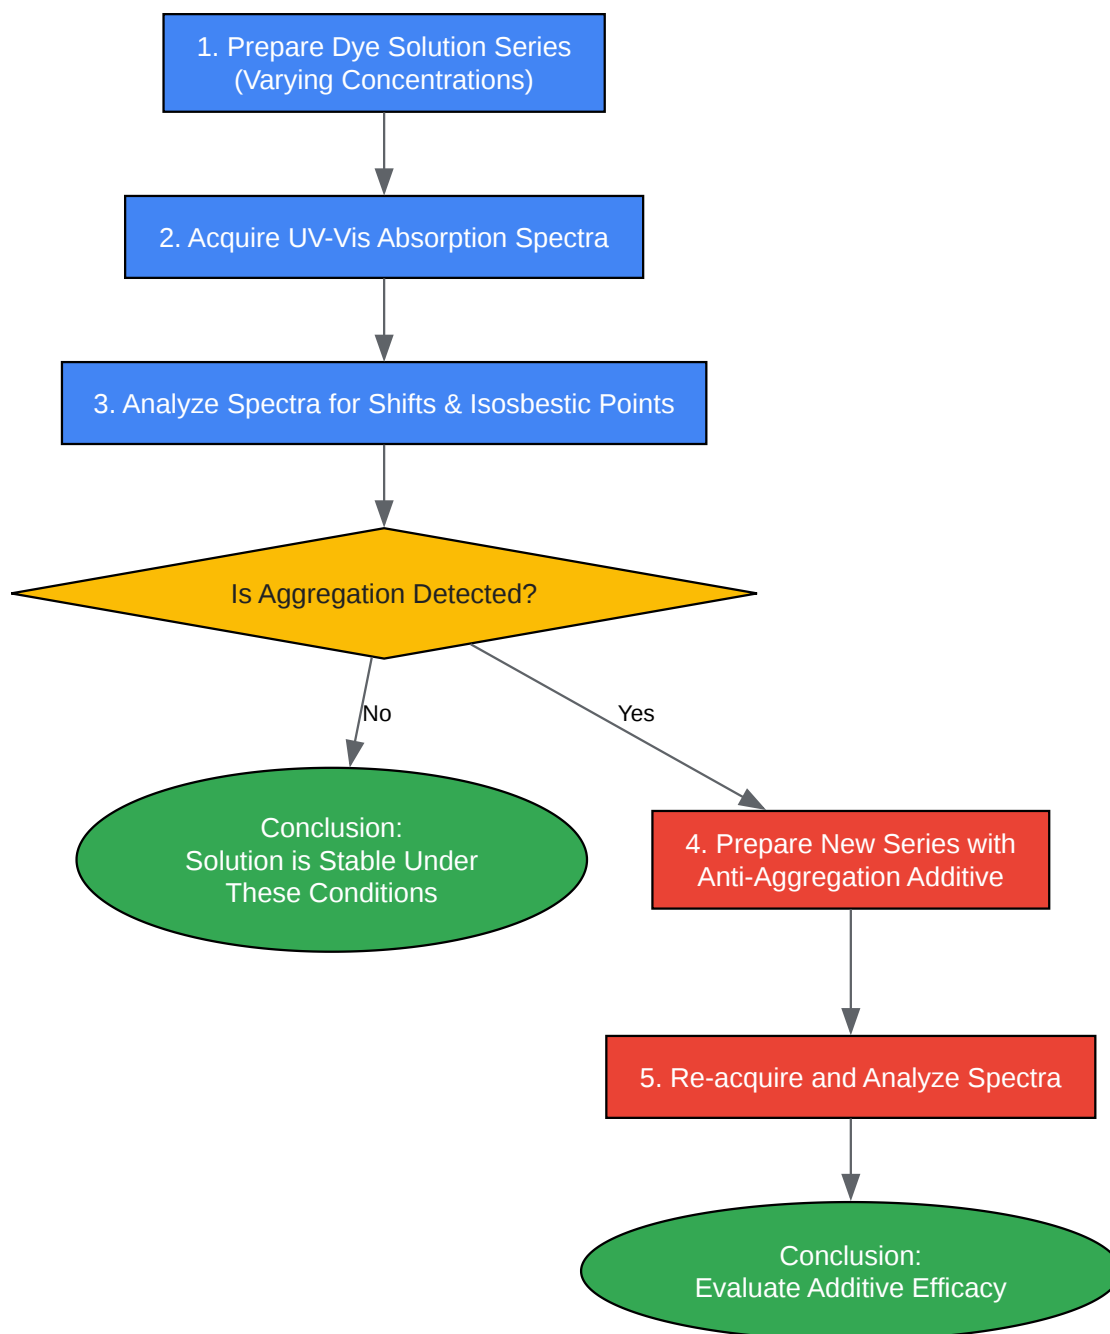 1. Prepare Dye Solution Series
(Varying Concentrations)
2. Acquire UV-Vis Absorption Spectra
3. Analyze Spectra for Shifts & Isosbestic Points
Is Aggregation Detected?
No
Yes
Conclusion:
Solution is Stable Under
These Conditions
4. Prepare New Series with
Anti-Aggregation Additive
5. Re-acquire and Analyze Spectra
Conclusion:
Evaluate Additive Efficacy